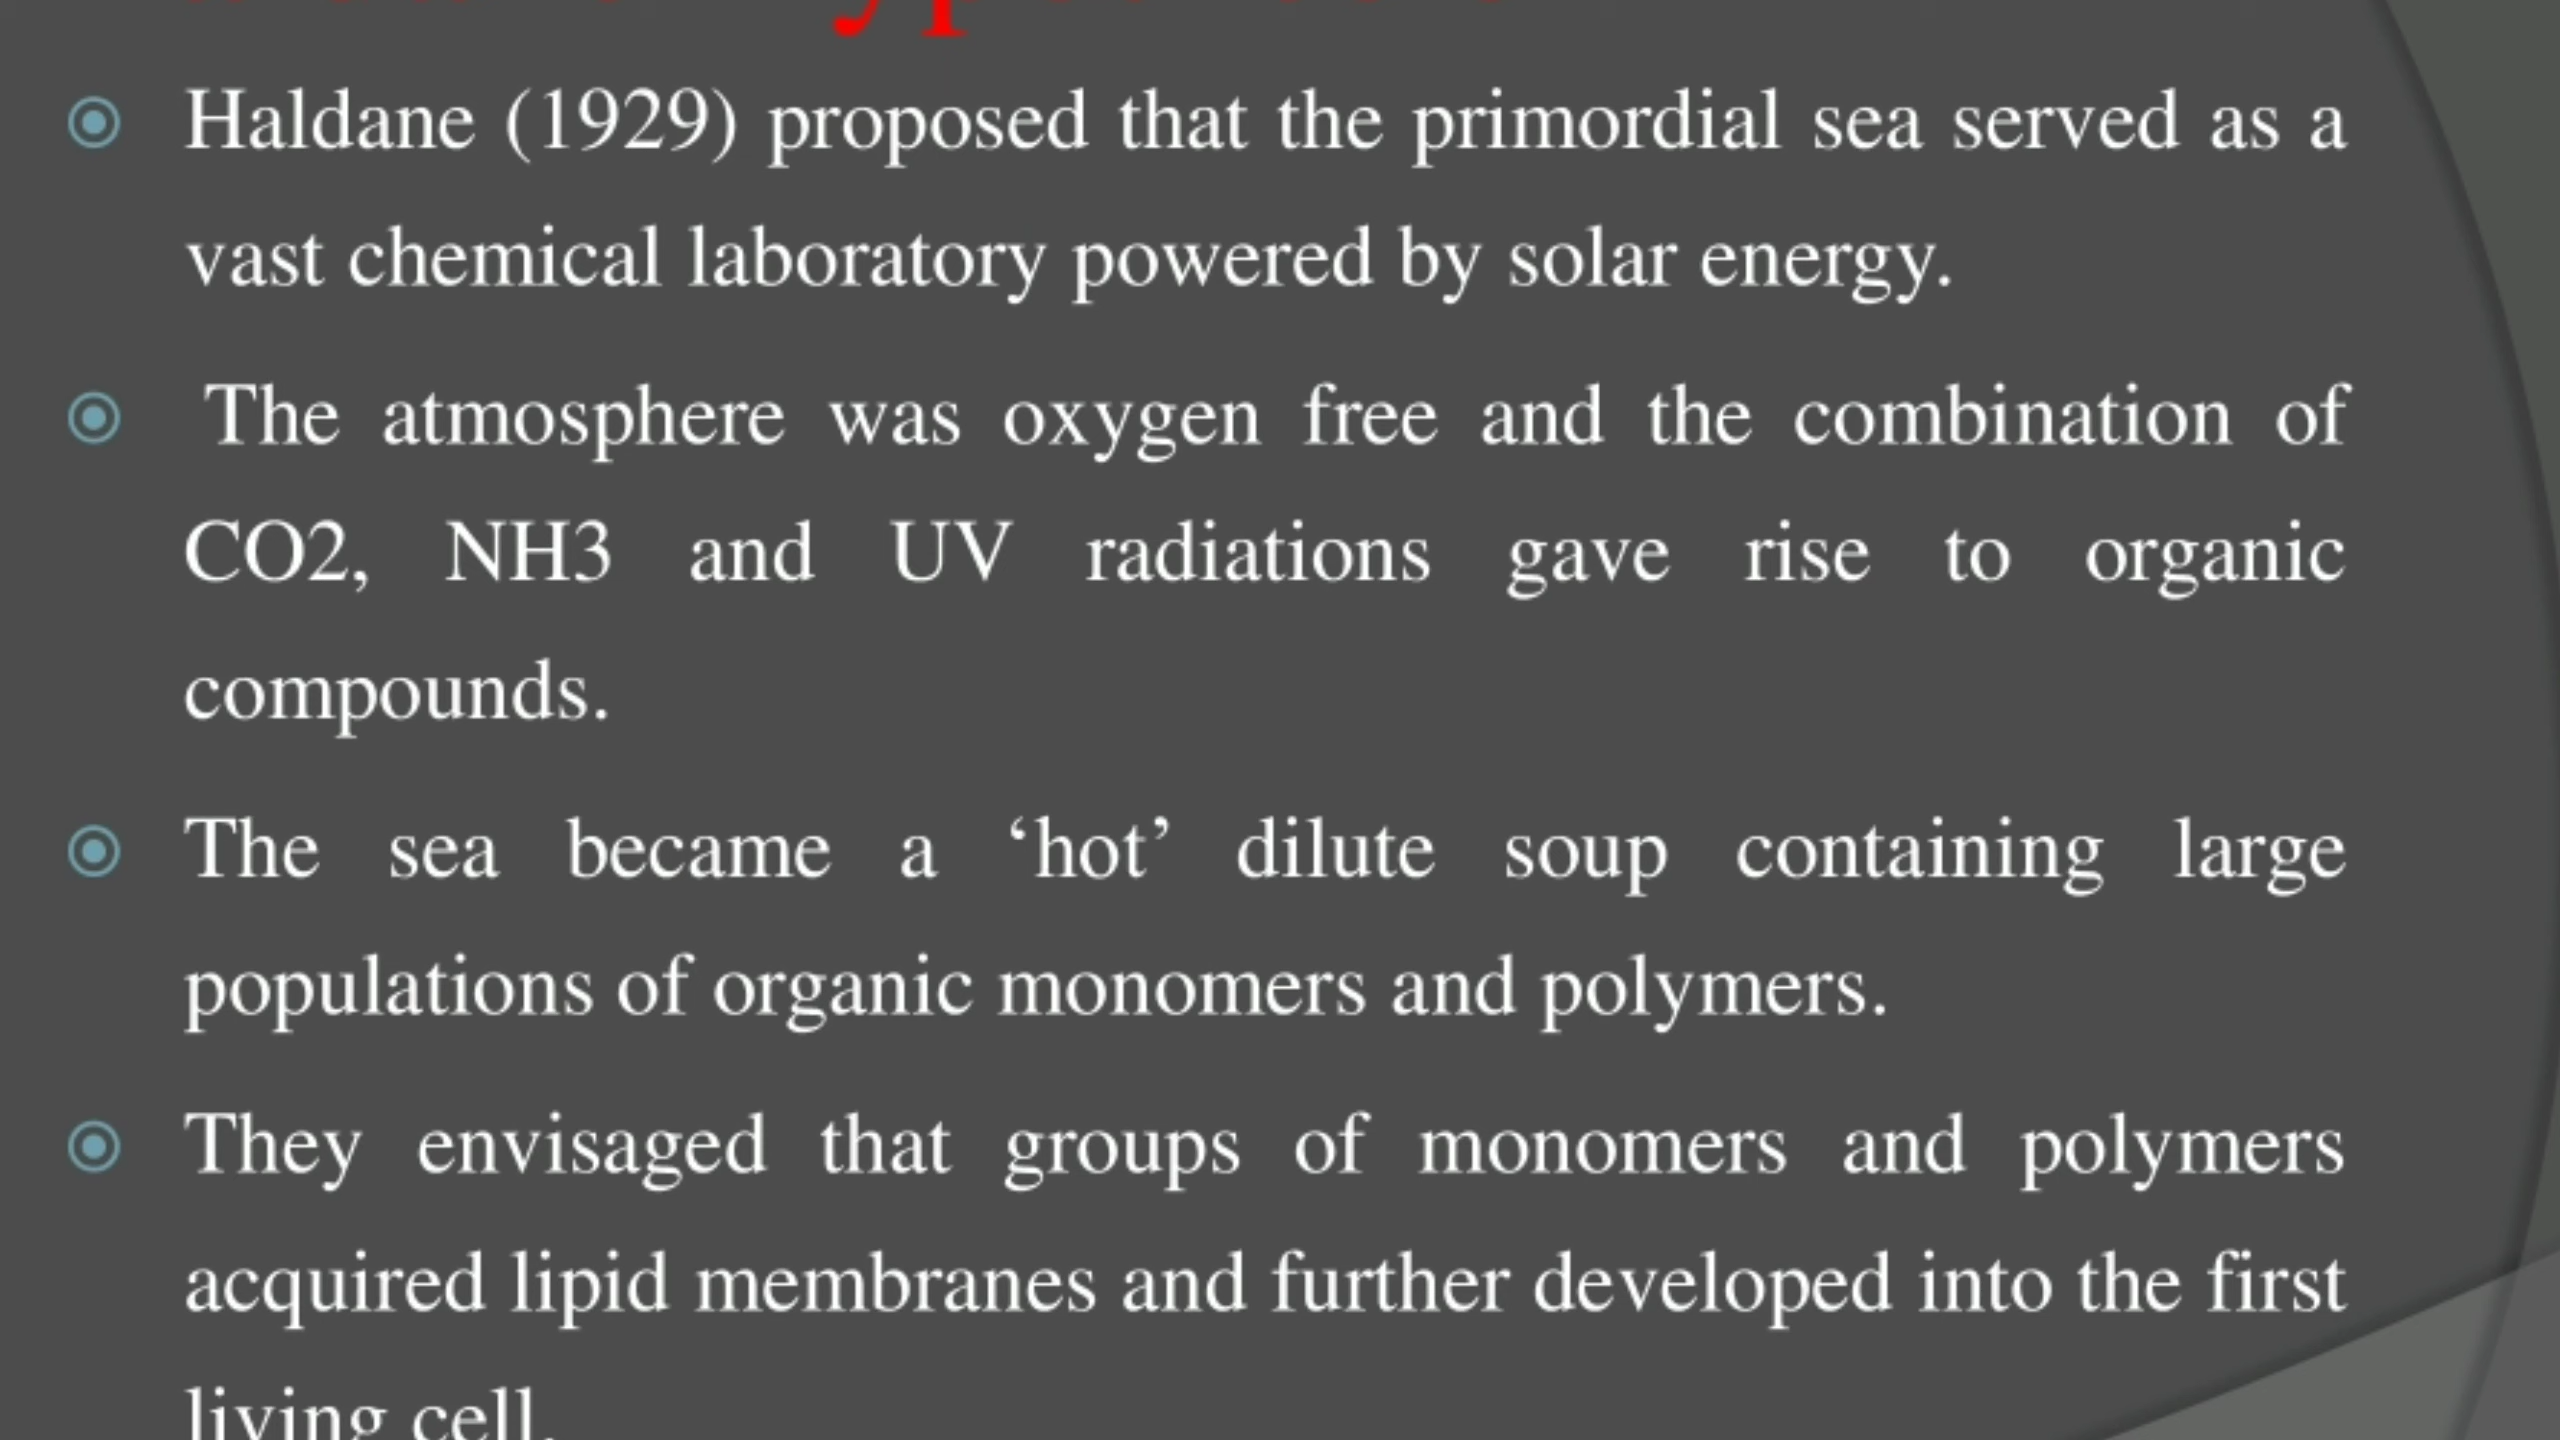 Haldane (1929) proposed that the primordial sea served as a
vast chemical laboratory powered by solar energy.
The atmosphere was oxygen free and the combination of
CO2, NH3 and UV radiations gave rise to organic
compounds.
The sea became a ‘hot’ dilute soup containing large
populations of organic monomers and polymers.
They envisaged that groups of monomers and polymers
acquired lipid membranes and further developed into the first
living cell.